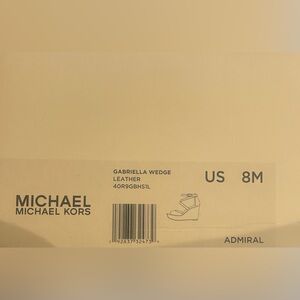 GABRIELLA WEDGE
LEATHER
40R9GBHS1L
US 8M
MICHAEL
MICHAEL KORS
ADMIRAL